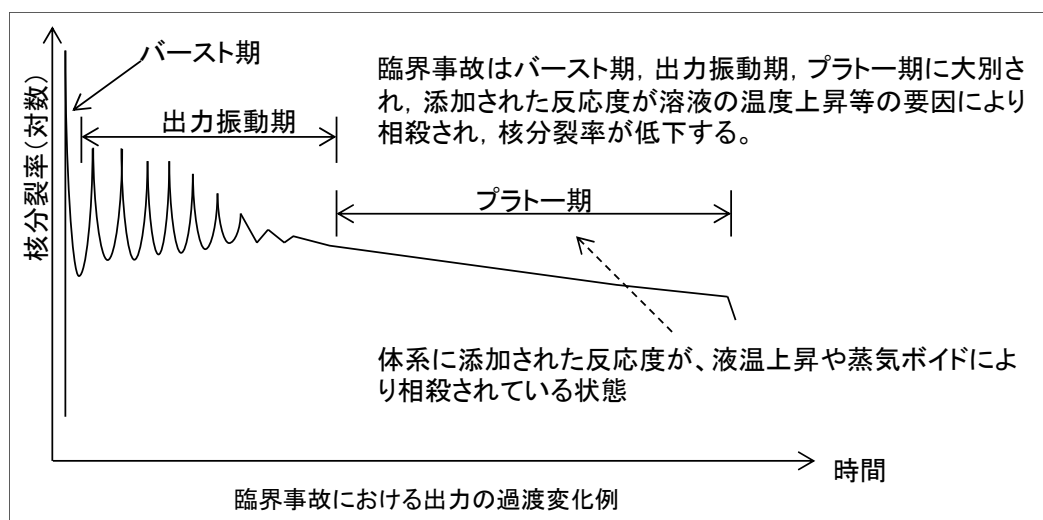 バースト期
臨界事故はバースト期, 出力振動期, プラトー期に大別さ
れ, 添加された反応度が溶液の温度上昇等の要因により
相殺され, 核分裂率が低下する。
出力振動期
核分裂率(対数)
プラトー期
体系に添加された反応度が、液温上昇や蒸気ボイドによ
り相殺されている状態
時間
臨界事故における出力の過渡変化例